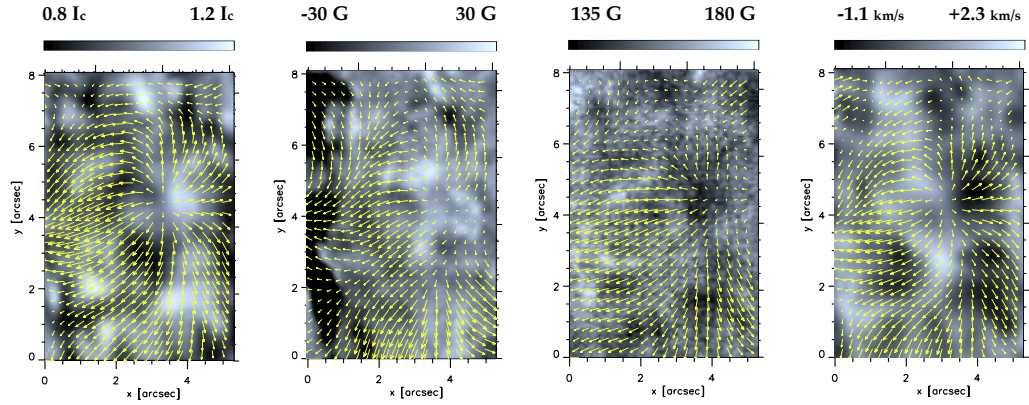 0.8 Ic 1.2 Ic -30 G 30 G 135 G 180 G -1.1 km/s +2.3 km/s
8 8 8 8
6 6 6 6
y [arcsec] y [arcsec] y [arcsec] y [arcsec]
4 4 4 4
2 2 2 2
0 0 0 0
0 2 4 0 2 4 0 2 4 0 2 4
x [arcsec] x [arcsec] x [arcsec] x [arcsec]